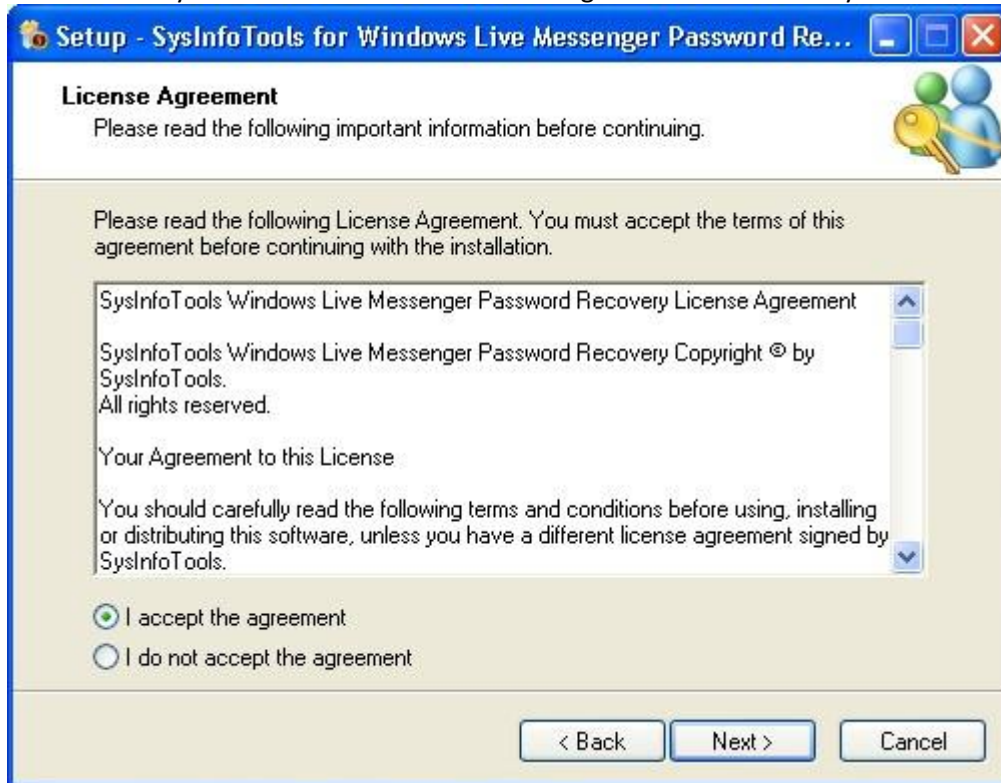 Setup - SysInfoTools for Windows Live Messenger Password Re...
License Agreement
Please read the following important information before continuing.
Please read the following License Agreement. You must accept the terms of this
agreement before continuing with the installation.
SysInfoTools Windows Live Messenger Password Recovery License Agreement
SysInfoTools Windows Live Messenger Password Recovery Copyright © by
SysInfoTools.
All rights reserved.
Your Agreement to this License
You should carefully read the following terms and conditions before using, installing
or distributing this software, unless you have a different license agreement signed by
SysInfoTools.
I accept the agreement
I do not accept the agreement
< Back
Next >
Cancel